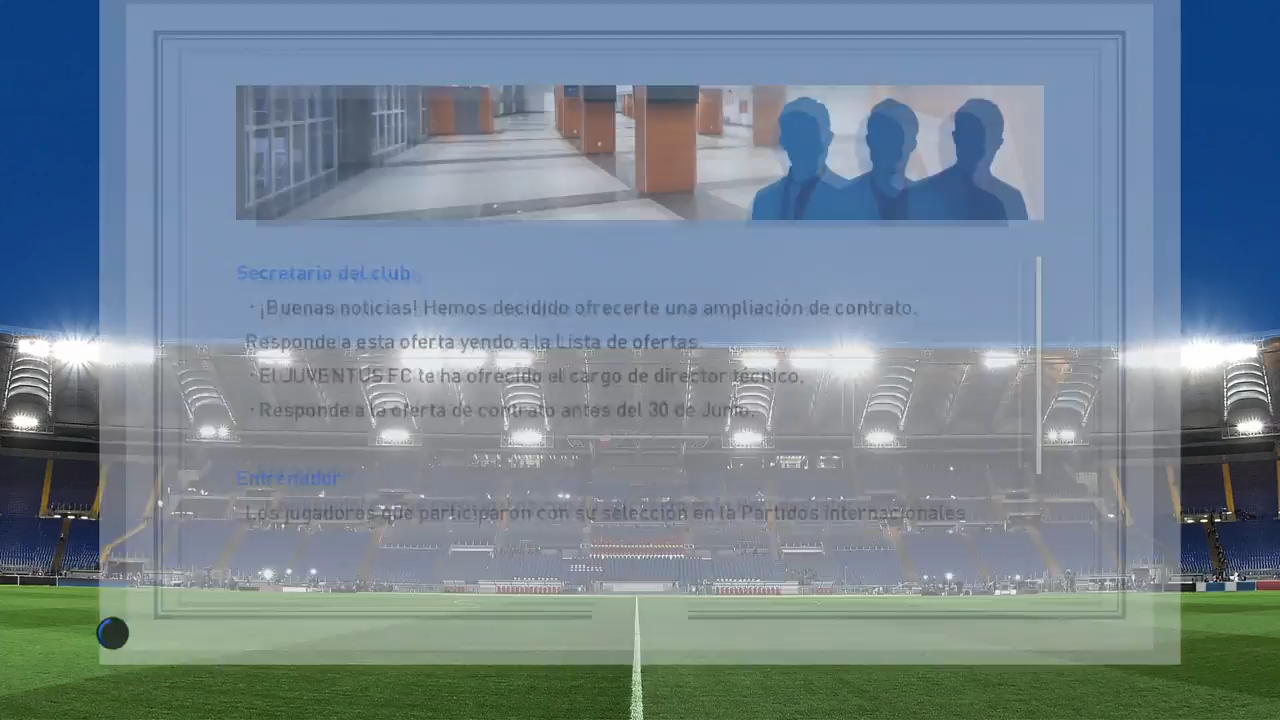 Secretario del club
· ¡Buenas noticias! Hemos decidido ofrecerte una ampliación de contrato.
Responde a esta oferta yendo a la Lista de ofertas.
· El JUVENTUS FC te ha ofrecido el cargo de director técnico.
· Responde a la oferta de contrato antes del 30 de Junio.
Entrenador
Los jugadores que participaron con su selección en la Partidos internacionales